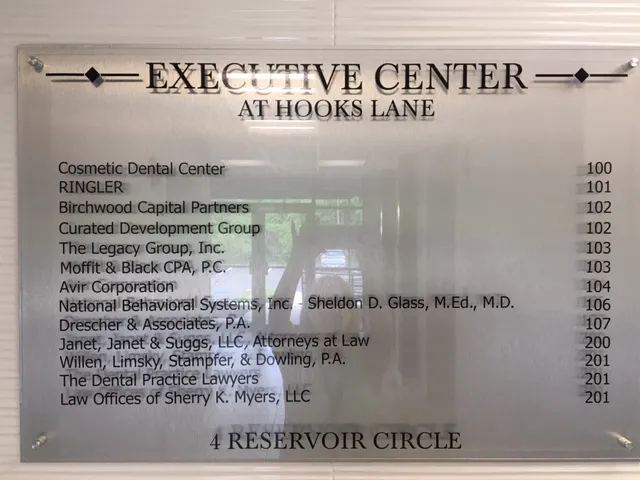 EXECUTIVE CENTER
AT HOOKS LANE
Cosmetic Dental Center 100
RINGLER 101
Birchwood Capital Partners 102
Curated Development Group 102
The Legacy Group, Inc. 103
Moffit & Black CPA, P.C. 103
Avir Corporation 104
National Behavioral Systems, Inc. Sheldon D. Glass, M.Ed., M.D. 106
Drescher & Associates, P.A. 107
Janet, Janet & Suggs, LLC, Attorneys at Law 200
Willen, Limsky, Stampfer, & Dowling, P.A. 201
The Dental Practice Lawyers 201
Law Offices of Sherry K. Myers, LLC 201
4 RESERVOIR CIRCLE